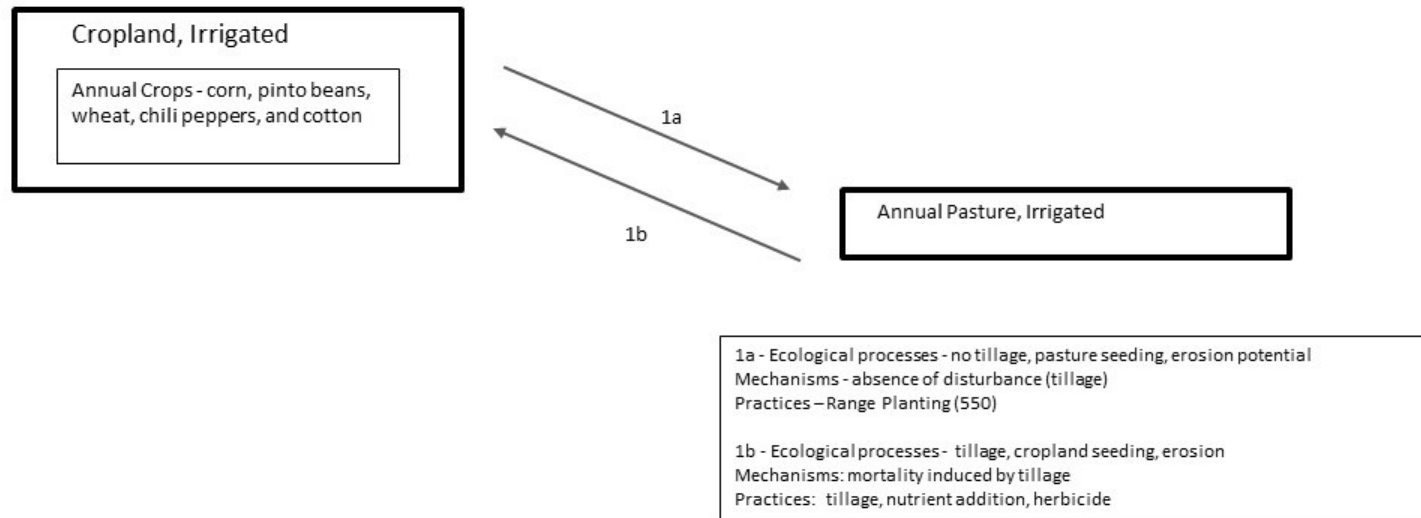 Cropland, Irrigated
Annual Crops - corn, pinto beans,
wheat, chili peppers, and cotton
1a
1b
Annual Pasture, Irrigated
1a - Ecological processes - no tillage, pasture seeding, erosion potential
Mechanisms - absence of disturbance (tillage)
Practices – Range Planting (550)
1b - Ecological processes - tillage, cropland seeding, erosion
Mechanisms: mortality induced by tillage
Practices: tillage, nutrient addition, herbicide